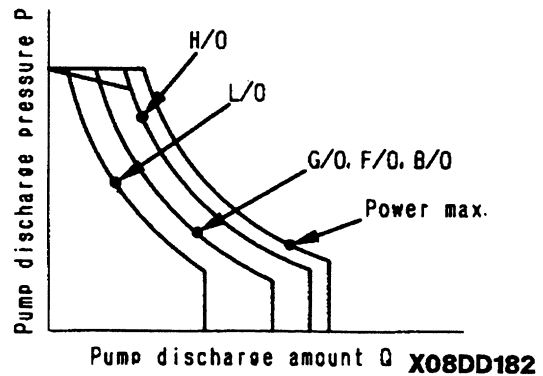 H/O
L/O
G/O, F/O, B/O
Power max.
Pump discharge pressure P
Pump discharge amount Q
X08DD182